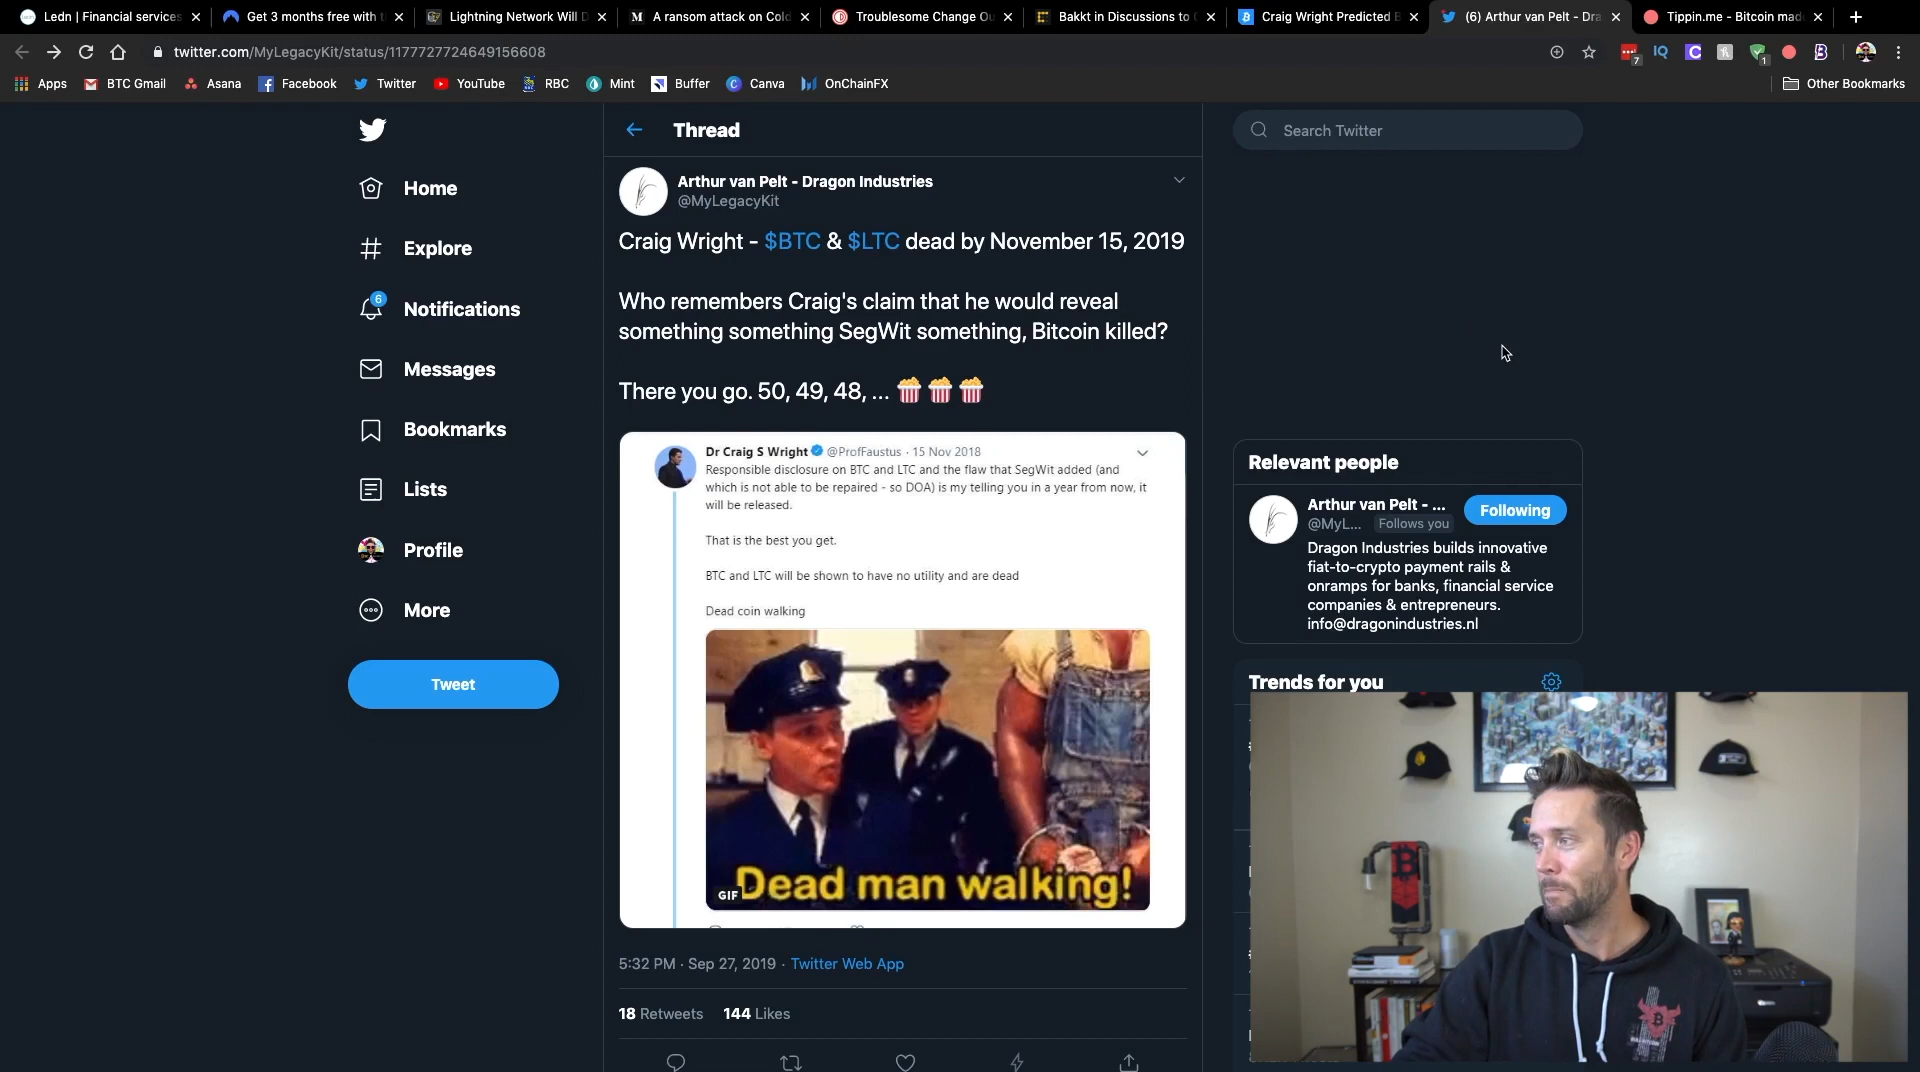 Ledn | Financial services
Get 3 months free with
Lightning Network Will D
A ransom attack on Cold
Troublesome Change Ou
Bakkt in Discussions to
Craig Wright Predicted B
(6) Arthur van Pelt - Dra
Tippin.me - Bitcoin mad
twitter.com/MyLegacyKit/status/1177727724649156608
Apps
BTC Gmail
Asana
Facebook
Twitter
YouTube
RBC
Mint
Buffer
Canva
OnChainFX
Other Bookmarks
Home
Explore
6
Notifications
Messages
Bookmarks
Lists
Profile
More
Tweet
Thread
Arthur van Pelt - Dragon Industries
@MyLegacyKit
Craig Wright - $BTC & $LTC dead by November 15, 2019
Who remembers Craig's claim that he would reveal
something something SegWit something, Bitcoin killed?
There you go. 50, 49, 48, ... 🍿🍿🍿
Dr Craig S Wright @ProfFaustus · 15 Nov 2018
Responsible disclosure on BTC and LTC and the flaw that SegWit added (and
which is not able to be repaired - so DOA) is my telling you in a year from now, it
will be released.
That is the best you get.
BTC and LTC will be shown to have no utility and are dead
Dead coin walking
GIF
Dead man walking!
5:32 PM · Sep 27, 2019 · Twitter Web App
18 Retweets 144 Likes
Search Twitter
Relevant people
Arthur van Pelt - ...
@MyL... Follows you
Following
Dragon Industries builds innovative
fiat-to-crypto payment rails &
onramps for banks, financial service
companies & entrepreneurs.
info@dragonindustries.nl
Trends for you